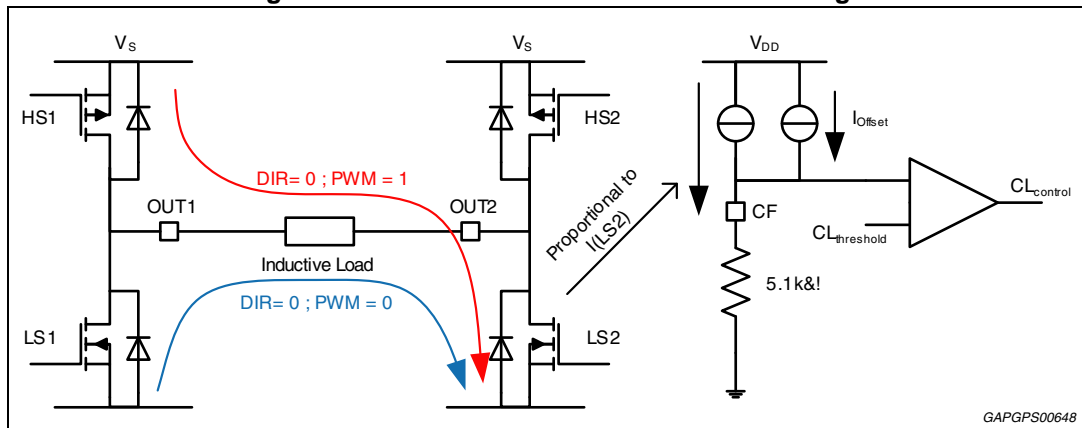 VS
VS
VDD
HS1
HS2
IOffset
DIR= 0 ; PWM = 1
OUT1
OUT2
Proportional to
I(LS2)
CF
CLcontrol
CLthreshold
Inductive Load
DIR= 0 ; PWM = 0
5.1k&!
LS1
LS2
GAPGPS00648